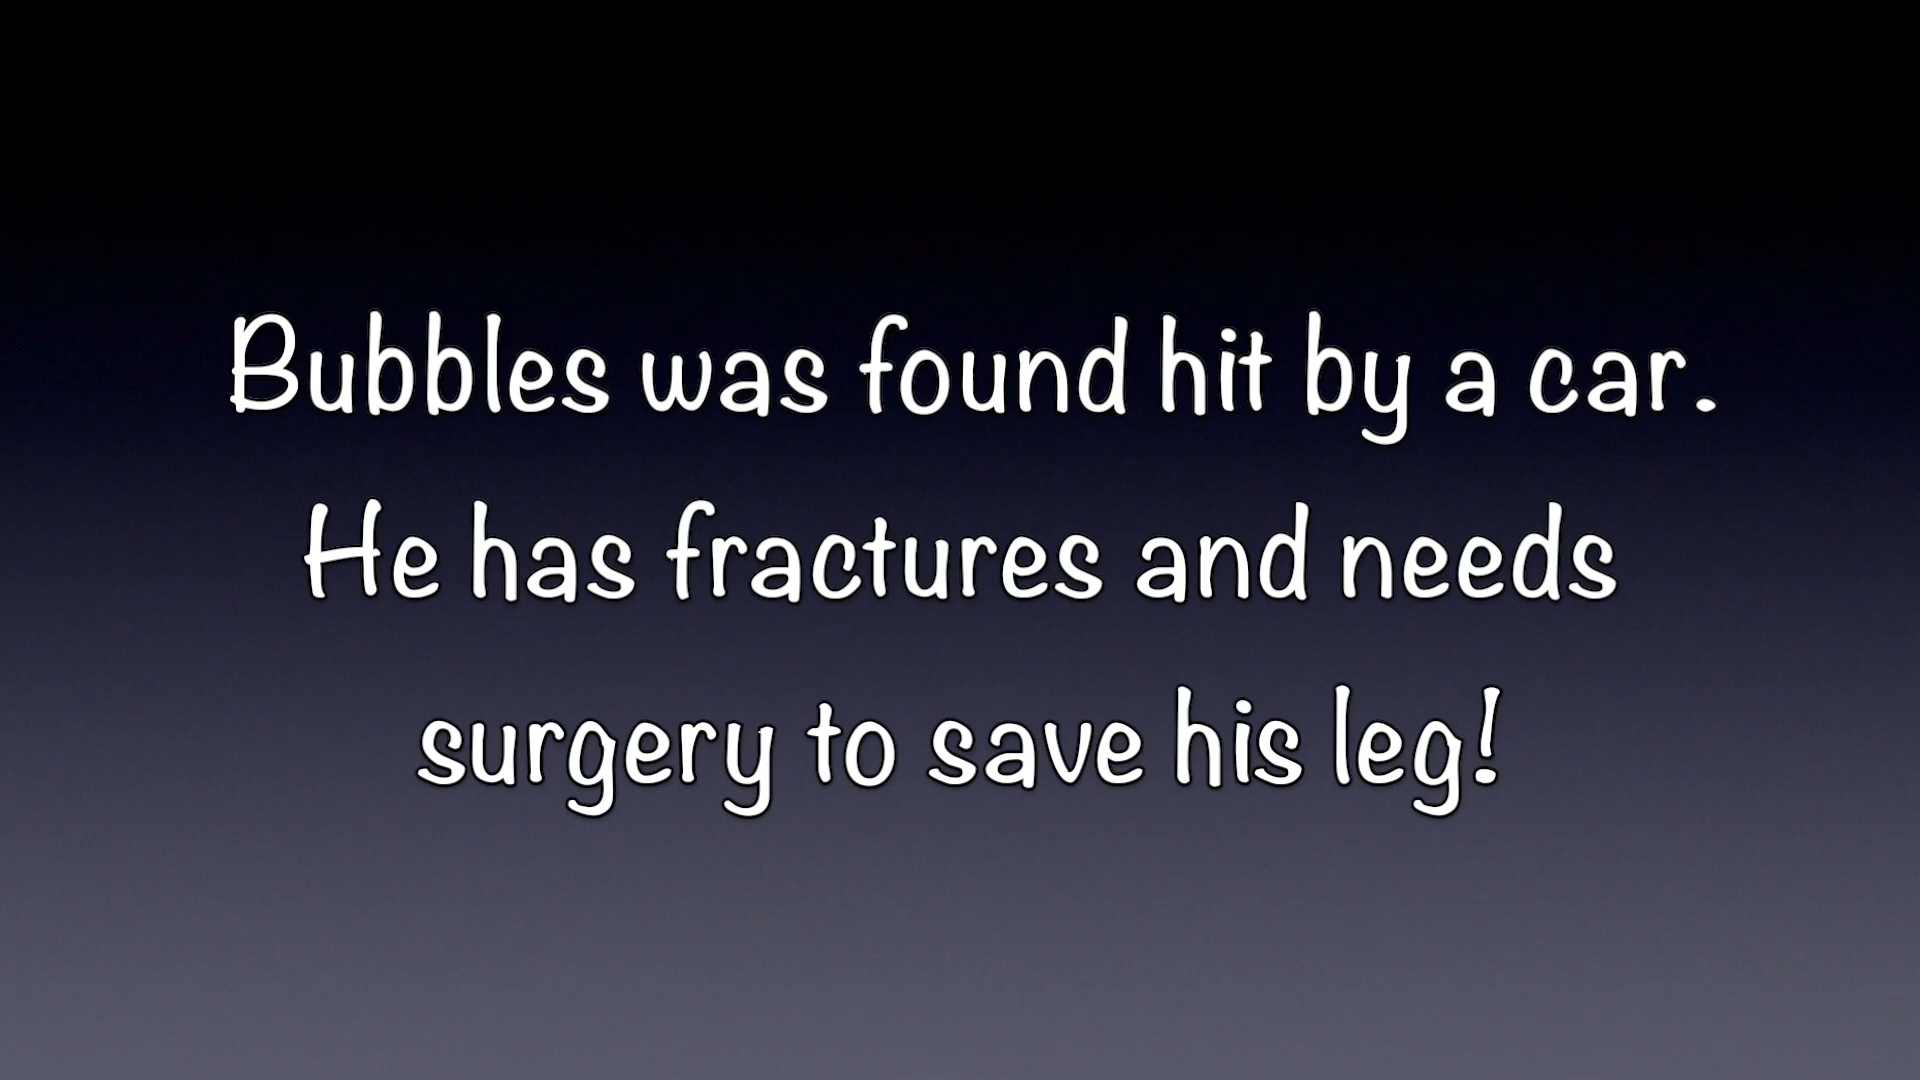 Bubbles was found hit by a car.
He has fractures and needs
surgery to save his leg!